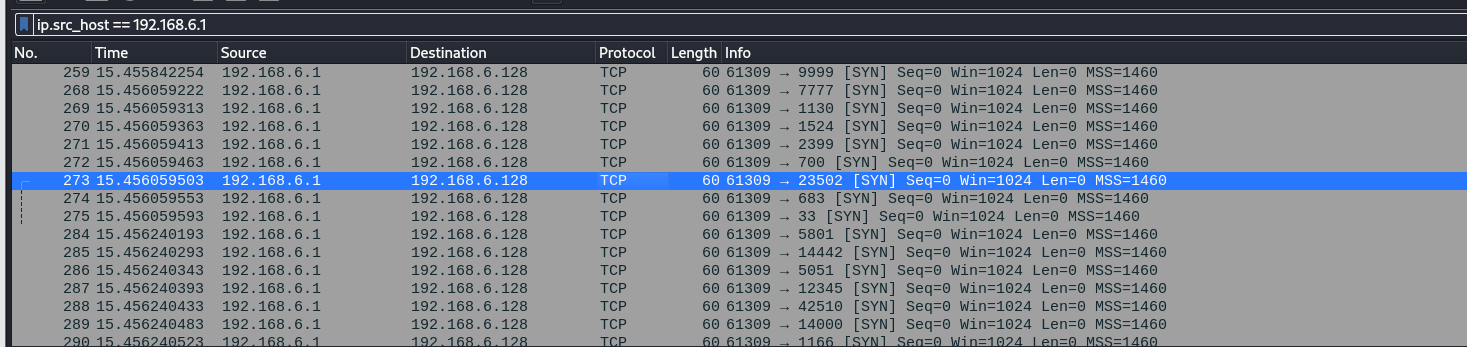 ip.src_host == 192.168.6.1
No. Time Source Destination Protocol Length Info
259 15.455842254 192.168.6.1 192.168.6.128 TCP 60 61309 → 9999 [SYN] Seq=0 Win=1024 Len=0 MSS=1460
268 15.456059222 192.168.6.1 192.168.6.128 TCP 60 61309 → 7777 [SYN] Seq=0 Win=1024 Len=0 MSS=1460
269 15.456059313 192.168.6.1 192.168.6.128 TCP 60 61309 → 1130 [SYN] Seq=0 Win=1024 Len=0 MSS=1460
270 15.456059363 192.168.6.1 192.168.6.128 TCP 60 61309 → 1524 [SYN] Seq=0 Win=1024 Len=0 MSS=1460
271 15.456059413 192.168.6.1 192.168.6.128 TCP 60 61309 → 2399 [SYN] Seq=0 Win=1024 Len=0 MSS=1460
272 15.456059463 192.168.6.1 192.168.6.128 TCP 60 61309 → 700 [SYN] Seq=0 Win=1024 Len=0 MSS=1460
273 15.456059503 192.168.6.1 192.168.6.128 TCP 60 61309 → 23502 [SYN] Seq=0 Win=1024 Len=0 MSS=1460
274 15.456059553 192.168.6.1 192.168.6.128 TCP 60 61309 → 683 [SYN] Seq=0 Win=1024 Len=0 MSS=1460
275 15.456059593 192.168.6.1 192.168.6.128 TCP 60 61309 → 33 [SYN] Seq=0 Win=1024 Len=0 MSS=1460
284 15.456240193 192.168.6.1 192.168.6.128 TCP 60 61309 → 5801 [SYN] Seq=0 Win=1024 Len=0 MSS=1460
285 15.456240293 192.168.6.1 192.168.6.128 TCP 60 61309 → 14442 [SYN] Seq=0 Win=1024 Len=0 MSS=1460
286 15.456240343 192.168.6.1 192.168.6.128 TCP 60 61309 → 5051 [SYN] Seq=0 Win=1024 Len=0 MSS=1460
287 15.456240393 192.168.6.1 192.168.6.128 TCP 60 61309 → 12345 [SYN] Seq=0 Win=1024 Len=0 MSS=1460
288 15.456240433 192.168.6.1 192.168.6.128 TCP 60 61309 → 42510 [SYN] Seq=0 Win=1024 Len=0 MSS=1460
289 15.456240483 192.168.6.1 192.168.6.128 TCP 60 61309 → 14000 [SYN] Seq=0 Win=1024 Len=0 MSS=1460
290 15.456240523 192.168.6.1 192.168.6.128 TCP 60 61309 → 1166 [SYN] Seq=0 Win=1024 Len=0 MSS=1460